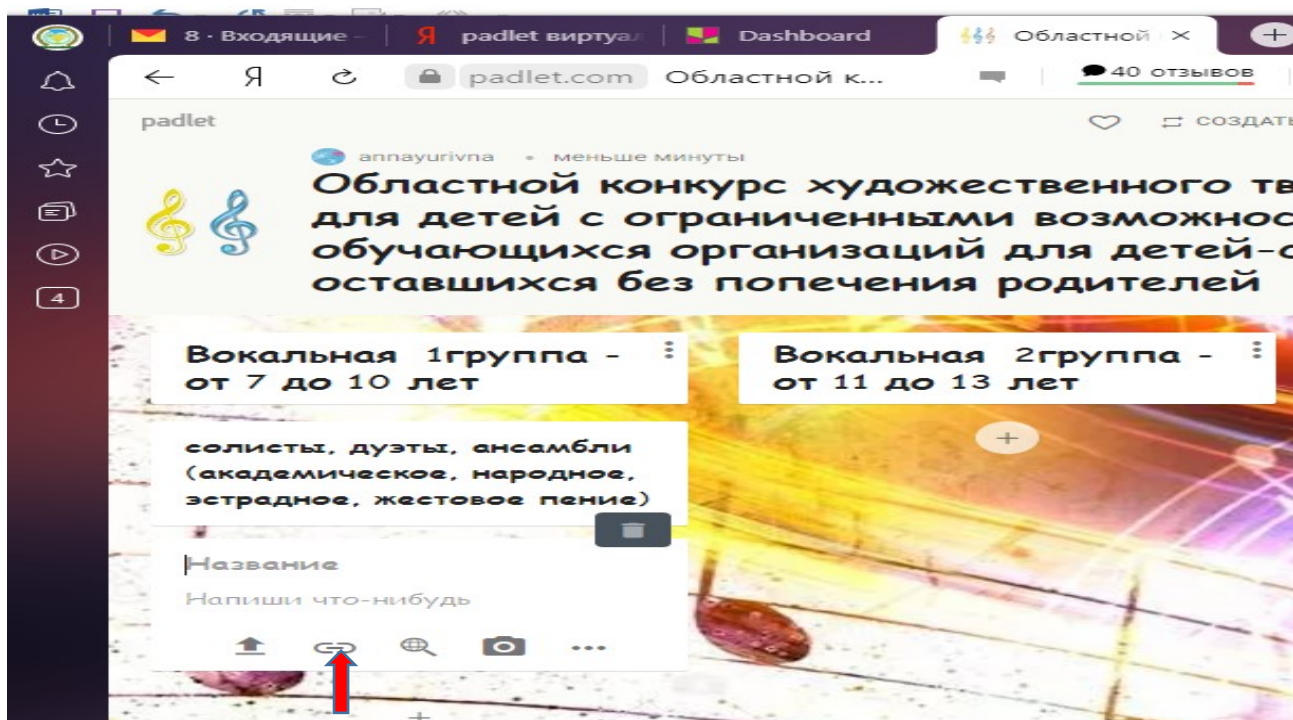 8 · Входящие –
Я padlet виртуал
Dashboard
Областной
Я padlet.com Областной к...
40 отзывов
padlet
СОЗДАТЬ
annayurivna • меньше минуты
Областной конкурс художественного тв
для детей с ограниченными возможнос
обучающихся организаций для детей-с
оставшихся без попечения родителей
4
Вокальная 1группа -
от 7 до 10 лет
Вокальная 2группа -
от 11 до 13 лет
солисты, дуэты, ансамбли
(академическое, народное,
эстрадное, жестовое пение)
Название
Напиши что-нибудь